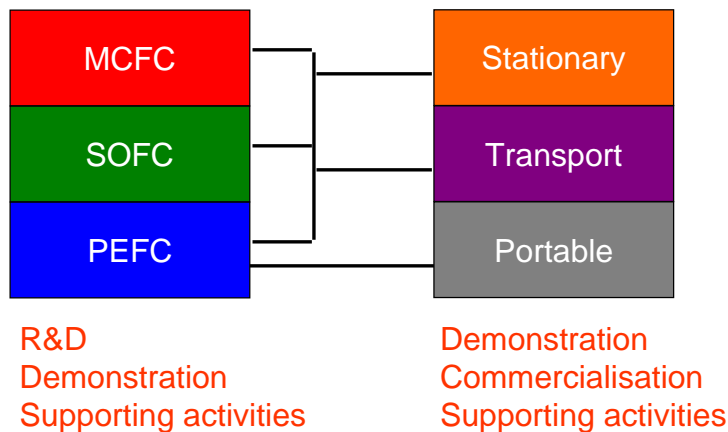 MCFC
SOFC
PEFC
Stationary
Transport
Portable
R&D
Demonstration
Supporting activities
Demonstration
Commercialisation
Supporting activities